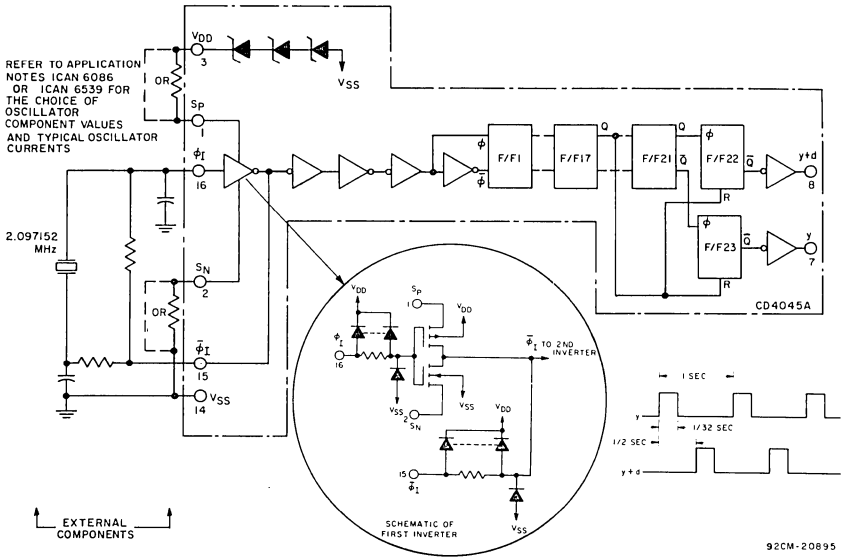 VDD
3
VSS
REFER TO APPLICATION
NOTES ICAN 6086
OR ICAN 6539 FOR
THE CHOICE OF
OSCILLATOR
COMPONENT VALUES
AND TYPICAL OSCILLATOR
CURRENTS
OR
SP
1
ϕI
16
2.097152
MHz
SN
2
OR
ϕ̅I
15
VSS
14
ϕ
ϕ̅
F/F1
F/F17
Q
F/F21
Q
Q̅
ϕ
F/F22
Q̅
R
y+d
8
ϕ
F/F23
Q̅
R
y
7
CD4045A
VDD
SP
1
VDD
ϕI
16
ϕ̅I TO 2ND
INVERTER
VSS
VSS
2
SN
VDD
15
ϕ̅I
VSS
SCHEMATIC OF
FIRST INVERTER
1 SEC
y
1/32 SEC
1/2 SEC
y+d
EXTERNAL
COMPONENTS
92CM-20895